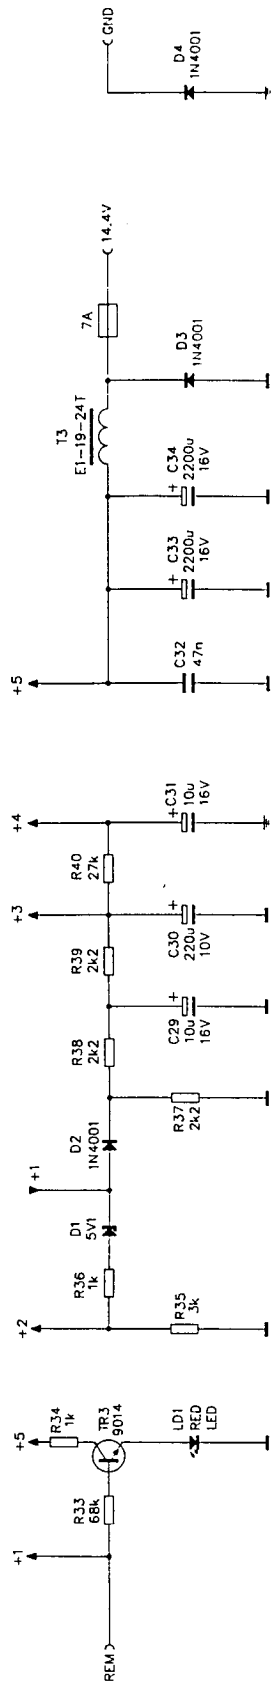 REM
+1
R33
68k
+5
R34
1k
TR3
9014
LD1
RED
LED
+2
R35
3k
R36
1k
D1
5V1
+1
D2
1N4001
R37
2k2
R38
2k2
C29
+
10u
16V
R39
2k2
+3
C30
+
220u
10V
R40
27k
+4
+C31
10u
16V
+5
C32
47n
C33
+
2200u
16V
C34
+
2200u
16V
T3
E1-19-24T
D3
1N4001
7A
14.4V
GND
D4
1N4001